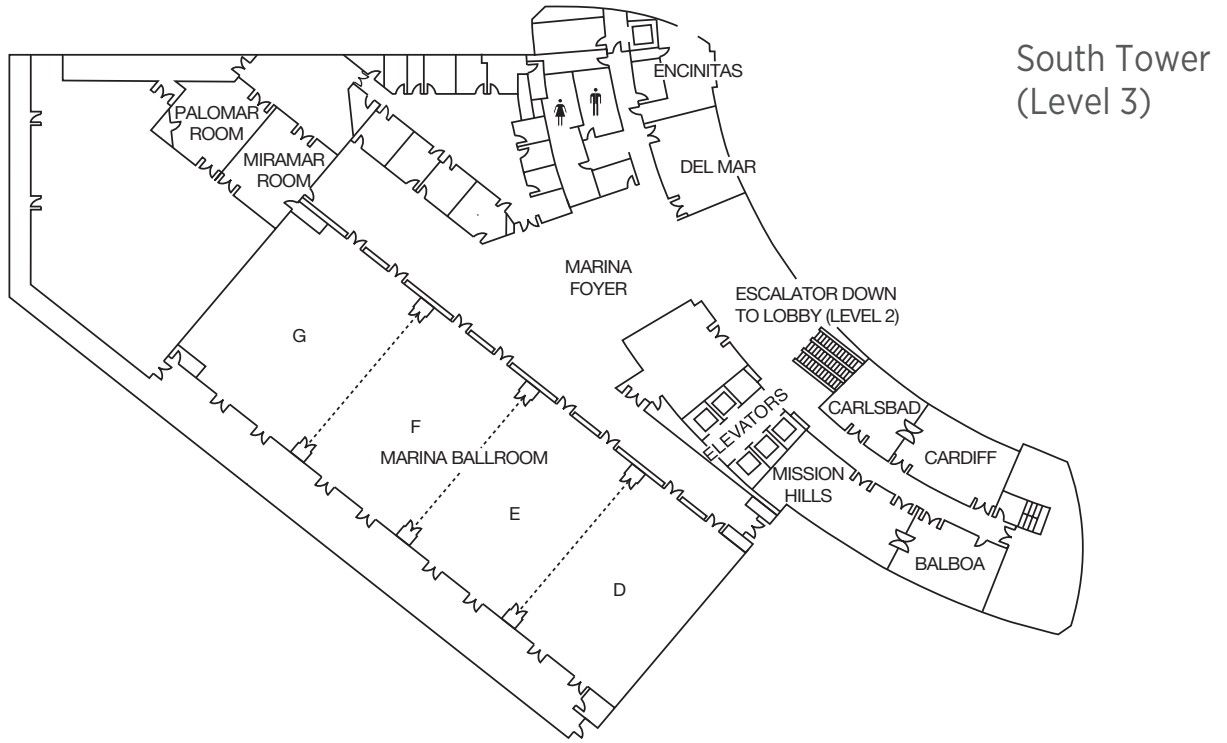 South Tower
(Level 3)
ENCINITAS
PALOMAR
ROOM
MIRAMAR
ROOM
DEL MAR
MARINA
FOYER
ESCALATOR DOWN
TO LOBBY (LEVEL 2)
G
ELEVATORS
CARLSBAD
F
MARINA BALLROOM
CARDIFF
MISSION
HILLS
E
BALBOA
D